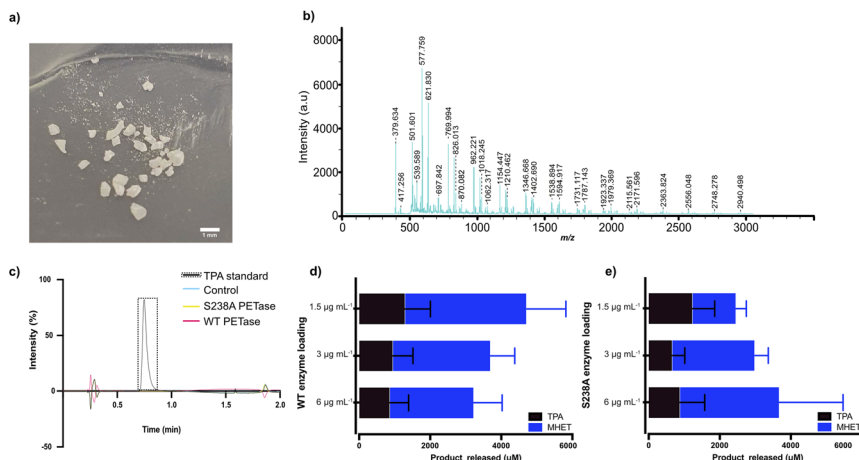 a)
1 mm
b)
Intensity (a.u)
8000
6000
4000
2000
0
379.634
417.256
501.601
539.589
577.759
621.830
697.842
769.994
826.013
870.082
962.221
1018.245
1062.317
1154.447
1210.462
1346.668
1402.690
1538.894
1594.917
1731.117
1787.143
1923.337
1979.369
2115.561
2171.596
2363.824
2556.048
2748.278
2940.498
0 500 1000 1500 2000 2500 3000
m/z
c)
TPA standard
Control
S238A PETase
WT PETase
Intensity (%)
100
50
0
-50
0.5 1.0 1.5 2.0
Time (min)
d)
WT enzyme loading
1.5 µg mL⁻¹
3 µg mL⁻¹
6 µg mL⁻¹
TPA
MHET
0 2000 4000 6000
Product released (uM)
e)
S238A enzyme loading
1.5 µg mL⁻¹
3 µg mL⁻¹
6 µg mL⁻¹
TPA
MHET
0 2000 4000 6000
Product released (uM)